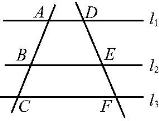 A D l₁
B E l₂
C F l₃